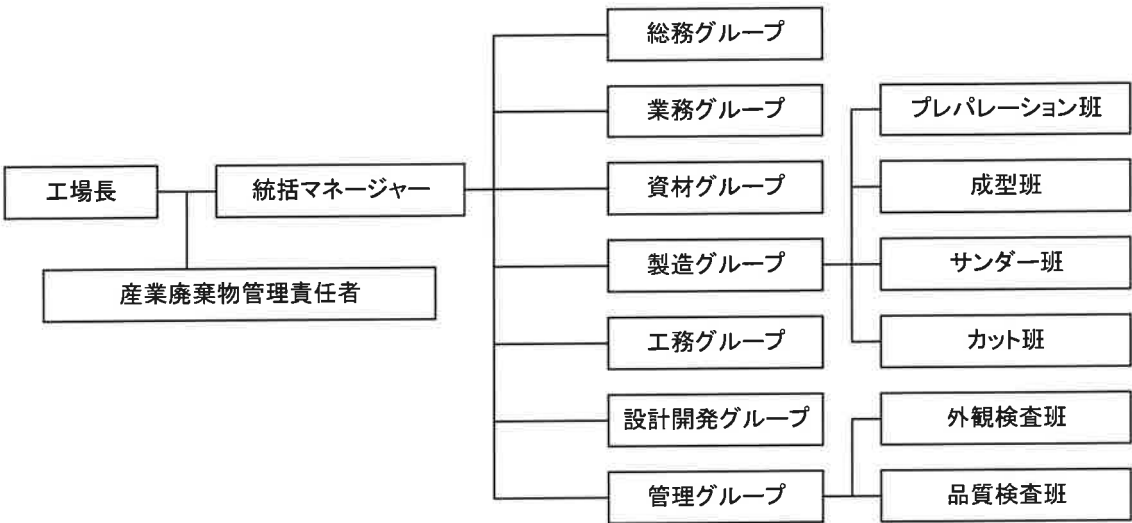 工場長
産業廃棄物管理責任者
統括マネージャー
総務グループ
業務グループ
資材グループ
製造グループ
工務グループ
設計開発グループ
管理グループ
プレパレーション班
成型班
サンダー班
カット班
外観検査班
品質検査班